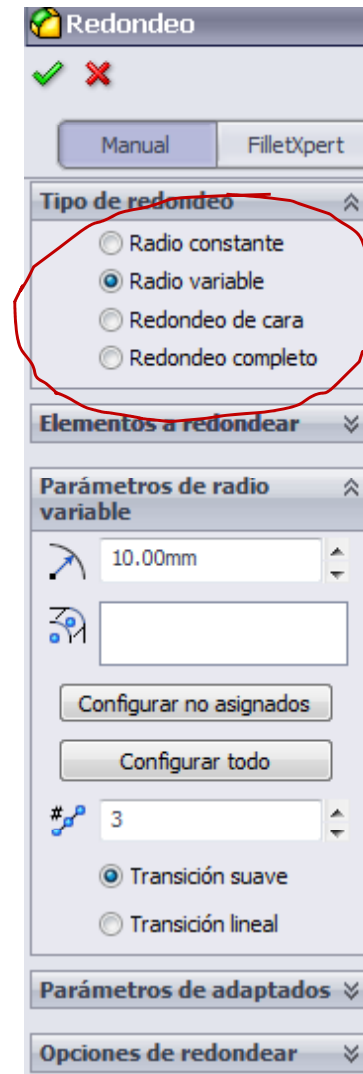 Redondeo
Manual FilletXpert
Tipo de redondeo
Radio constante
Radio variable
Redondeo de cara
Redondeo completo
Elementos a redondear
Parámetros de radio
variable
10.00mm
Configurar no asignados
Configurar todo
# 3
Transición suave
Transición lineal
Parámetros de adaptados
Opciones de redondear